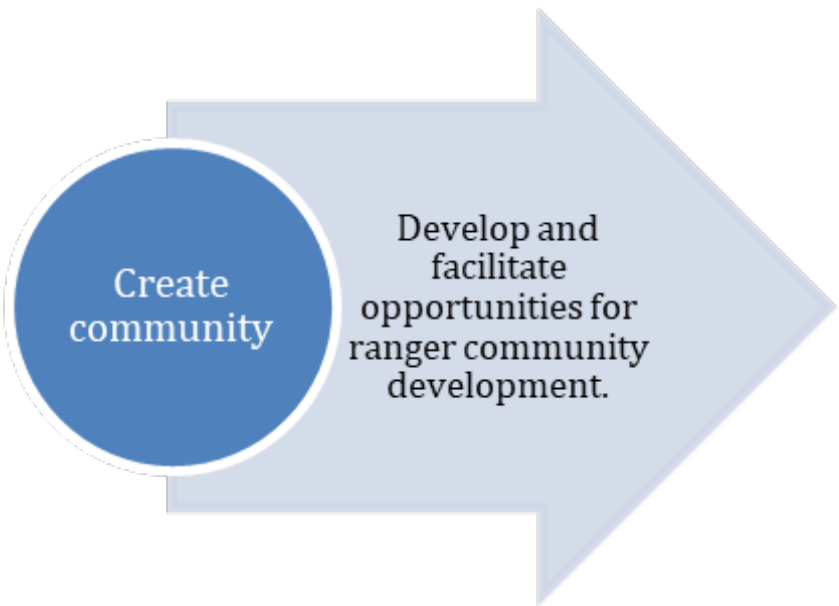 Create
community
Develop and
facilitate
opportunities for
ranger community
development.